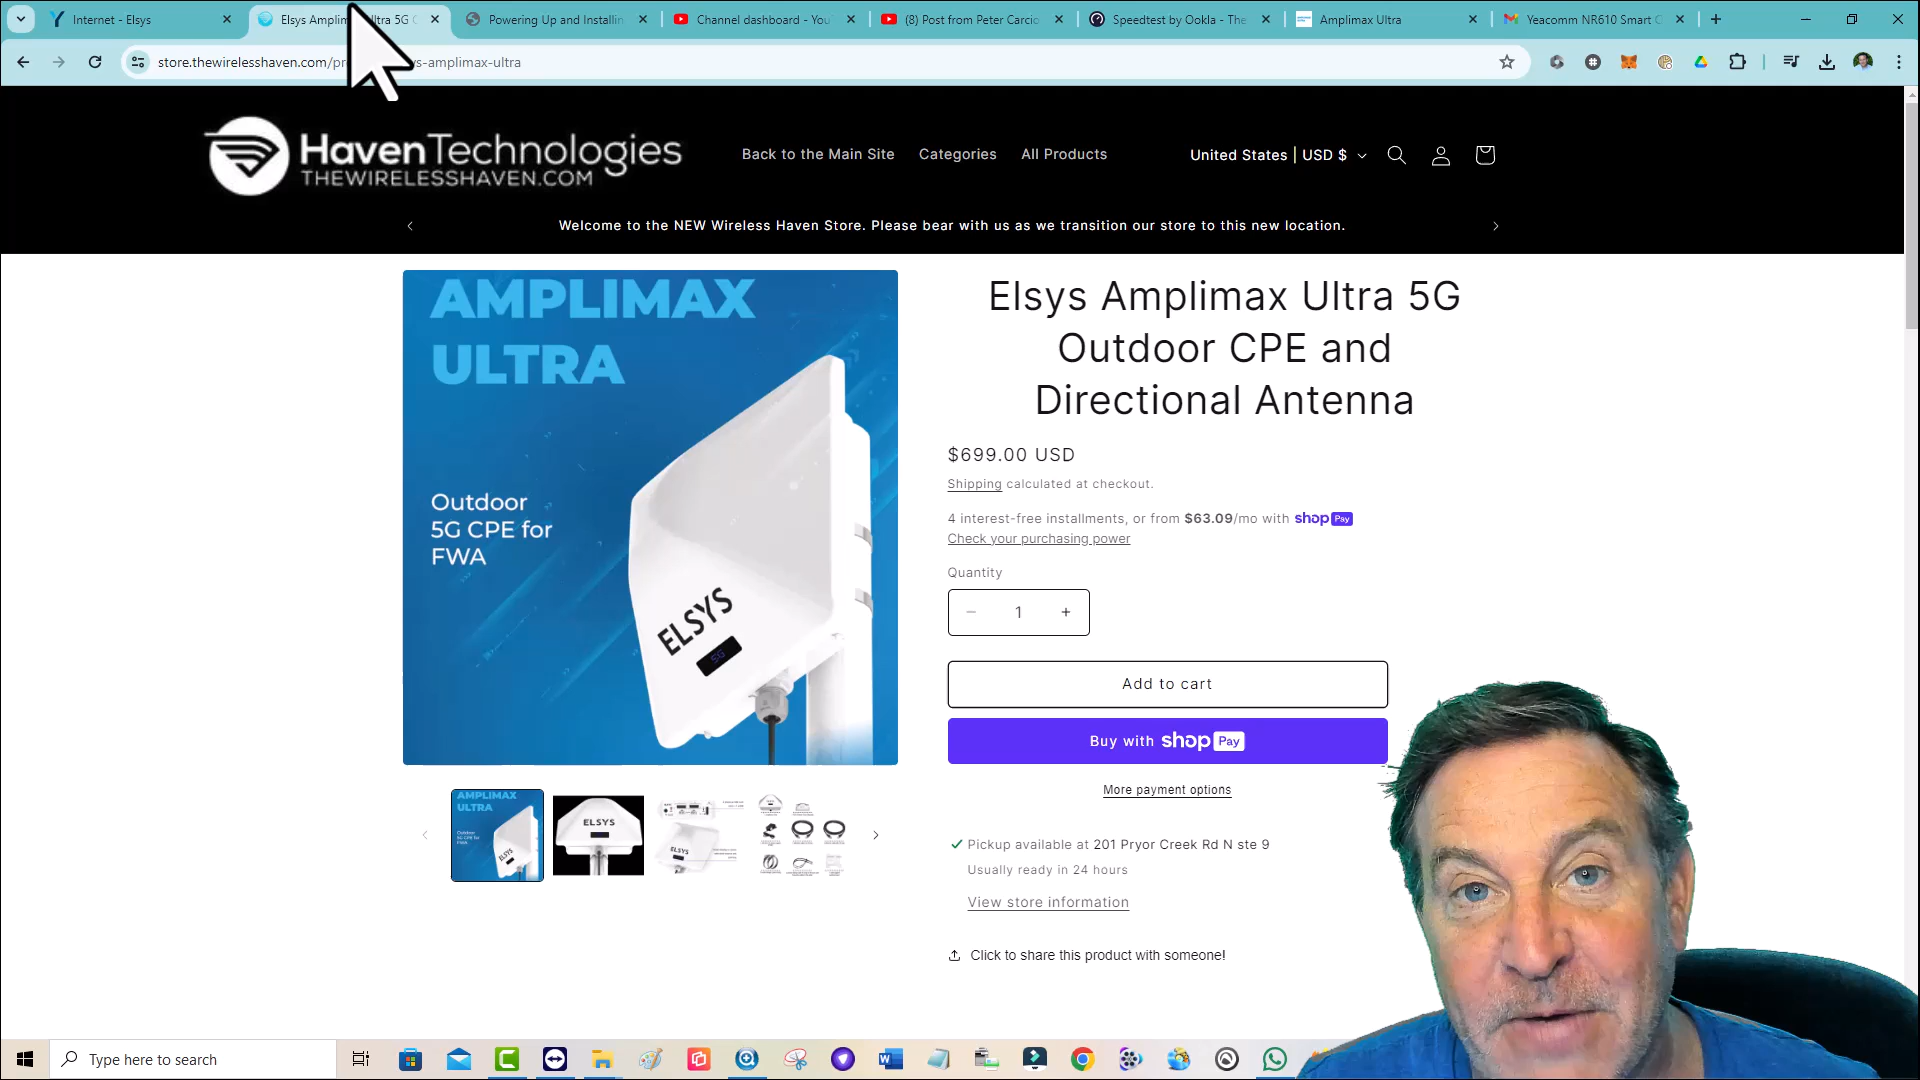 Internet - Elsys
Elsys Amplim
ltra 5G
Powering Up and Installin
Channel dashboard - You
(8) Post from Peter Carcio
Speedtest by Ookla - The
Amplimax Ultra
Yeacomm NR610 Smart
store.thewirelesshaven.com/pr
s-amplimax-ultra
HavenTechnologies
THEWIRELESSHAVEN.COM
Back to the Main Site
Categories
All Products
United States | USD $
Welcome to the NEW Wireless Haven Store. Please bear with us as we transition our store to this new location.
AMPLIMAX
ULTRA
Outdoor
5G CPE for
FWA
ELSYS
5G
Elsys Amplimax Ultra 5G
Outdoor CPE and
Directional Antenna
$699.00 USD
Shipping calculated at checkout.
4 interest-free installments, or from $63.09/mo with shop Pay
Check your purchasing power
Quantity
− 1 +
Add to cart
Buy with shop Pay
More payment options
Pickup available at 201 Pryor Creek Rd N ste 9
Usually ready in 24 hours
View store information
Click to share this product with someone!
AMPLIMAX
ULTRA
ELSYS
ELSYS
ELSYS
Type here to search